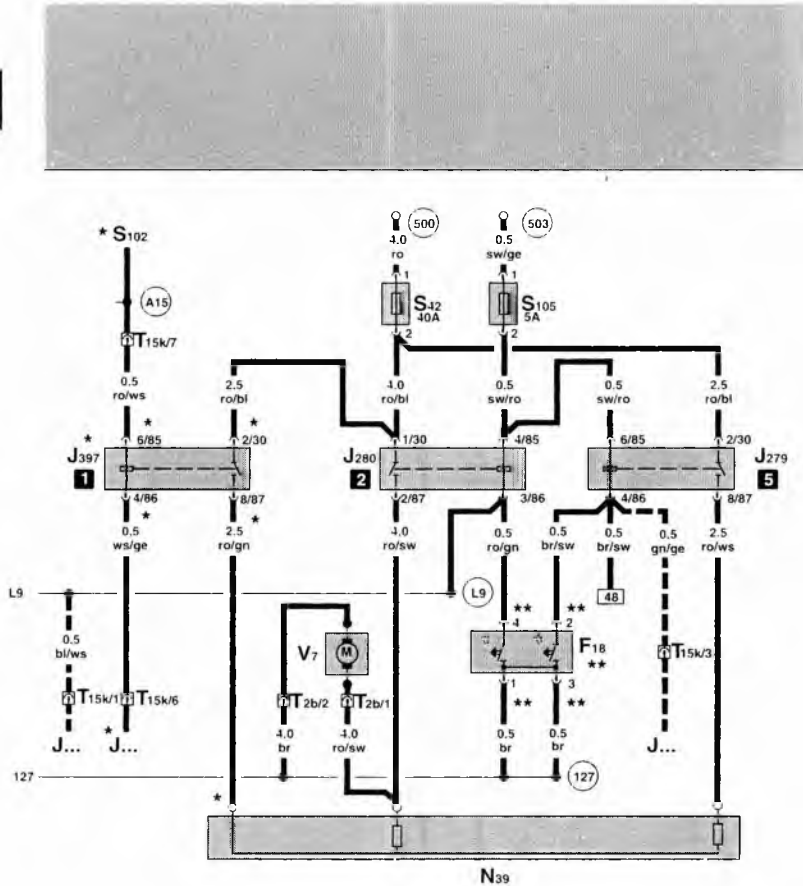 500 503
* S102 4.0 0.5
ro sw/ge
1 1
A15 S42 S105
40A 5A
T15k/7 2 2
0.5 2.5 4.0 0.5 0.5 2.5
ro/ws ro/bl ro/bl sw/ro sw/ro ro/bl
* *
* 6/85 2/30 1/30 4/85 6/85 2/30
J397 J280 J279
1 2 5
4/86 8/87 2/87 3/86 4/86 8/87
* *
0.5 2.5 4.0 0.5 0.5 0.5 0.5 2.5
ws/ge ro/gn ro/sw ro/gn br/sw br/sw gn/ge ro/ws
L9 L9 48
** **
4 2
0.5 V7 M F18 T15k/3
bl/ws **
1 3
T15k/1 T15k/6 T2b/2 T2b/1 ** **
4.0 4.0 0.5 0.5
br ro/sw br br
J... * J... J...
127 127
*
N39